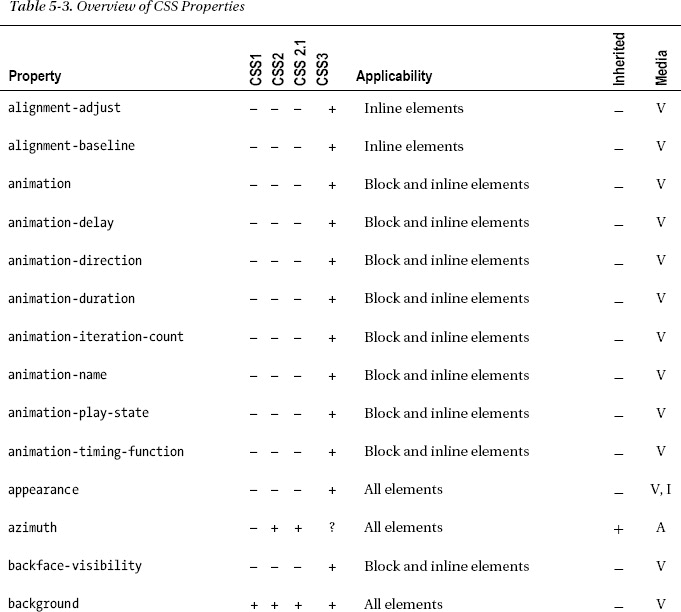 Table 5-3. Overview of CSS Properties
Property CSS1 CSS2 CSS 2.1 CSS3 Applicability Inherited Media
alignment-adjust – – – + Inline elements – V
alignment-baseline – – – + Inline elements – V
animation – – – + Block and inline elements – V
animation-delay – – – + Block and inline elements – V
animation-direction – – – + Block and inline elements – V
animation-duration – – – + Block and inline elements – V
animation-iteration-count – – – + Block and inline elements – V
animation-name – – – + Block and inline elements – V
animation-play-state – – – + Block and inline elements – V
animation-timing-function – – – + Block and inline elements – V
appearance – – – + All elements – V, I
azimuth – + + ? All elements + A
backface-visibility – – – + Block and inline elements – V
background + + + + All elements – V